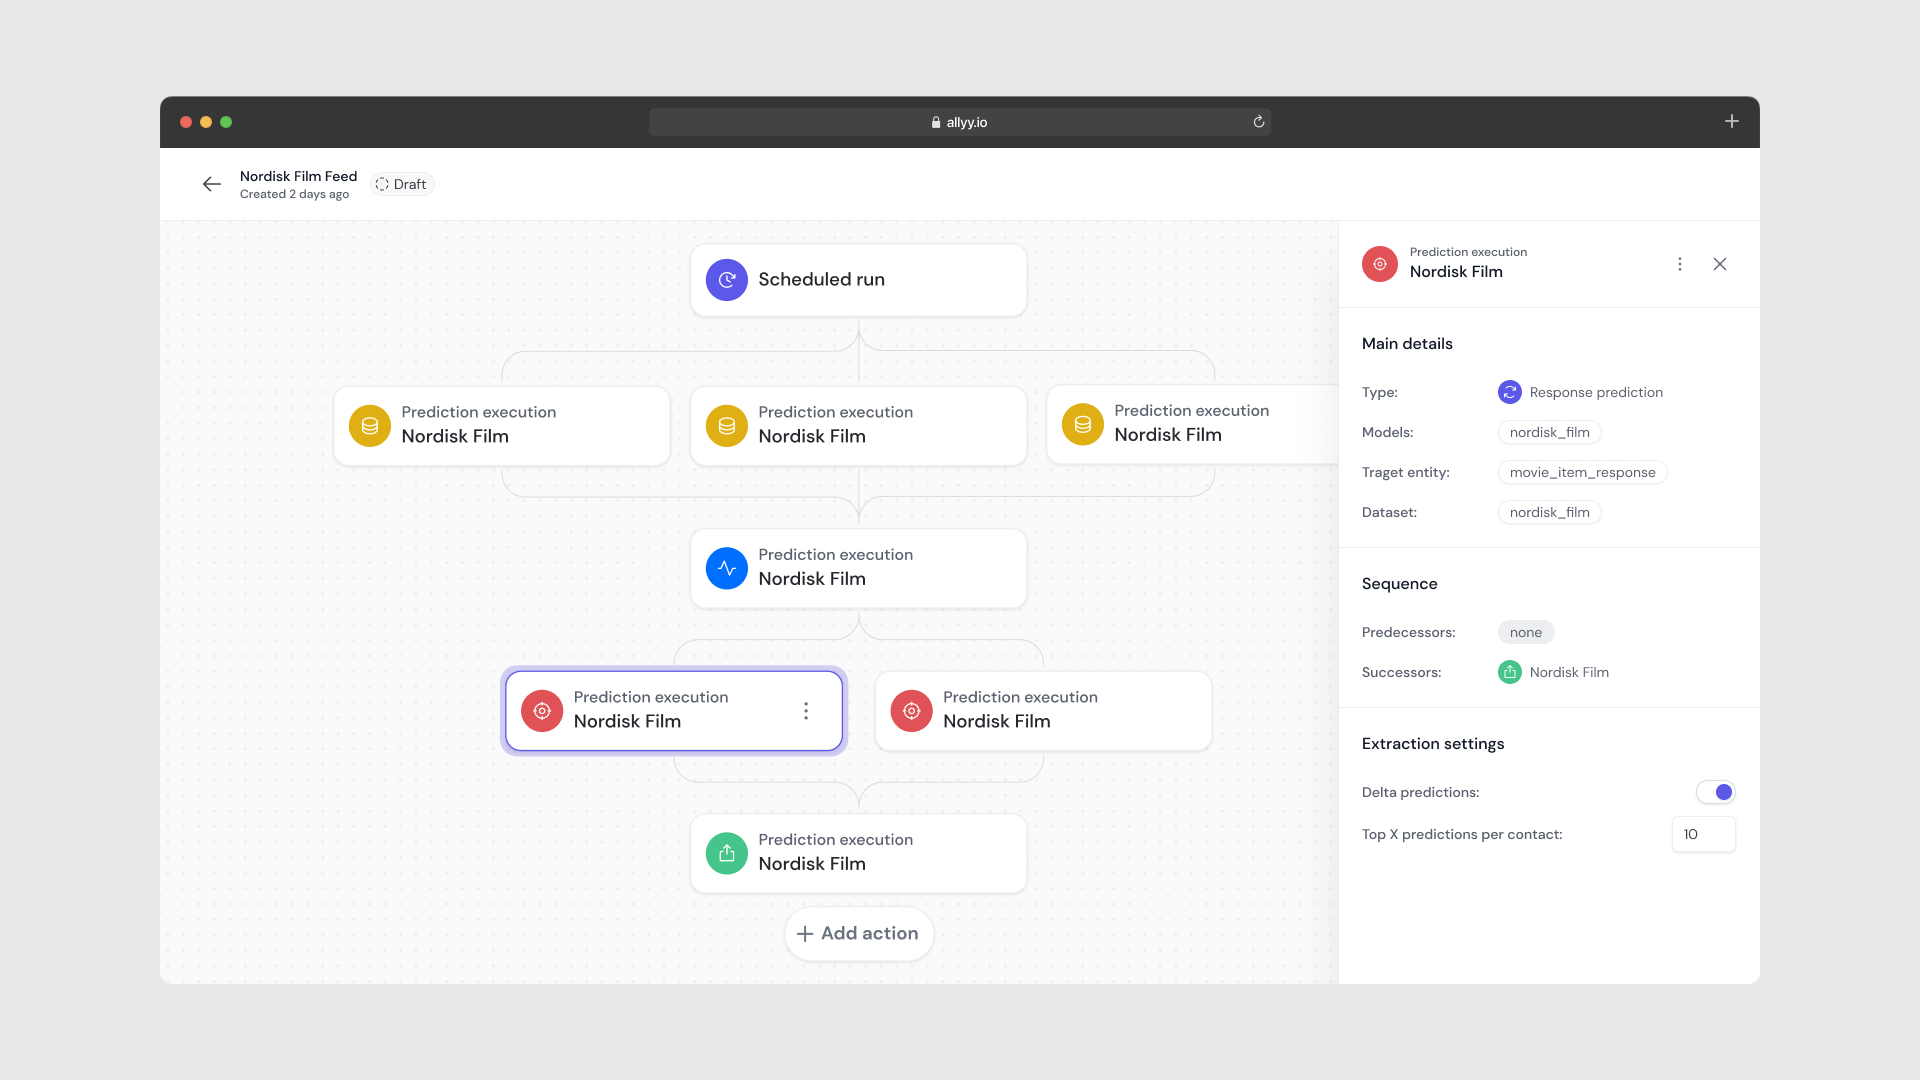 allyy.io
Nordisk Film Feed
Created 2 days ago
Draft
Scheduled run
Prediction execution
Nordisk Film
Prediction execution
Nordisk Film
Prediction execution
Nordisk Film
Prediction execution
Nordisk Film
Prediction execution
Nordisk Film
Prediction execution
Nordisk Film
Prediction execution
Nordisk Film
Add action
Prediction execution
Nordisk Film
Main details
Type: Response prediction
Models: nordisk_film
Traget entity: movie_item_response
Dataset: nordisk_film
Sequence
Predecessors: none
Successors: Nordisk Film
Extraction settings
Delta predictions:
Top X predictions per contact: 10